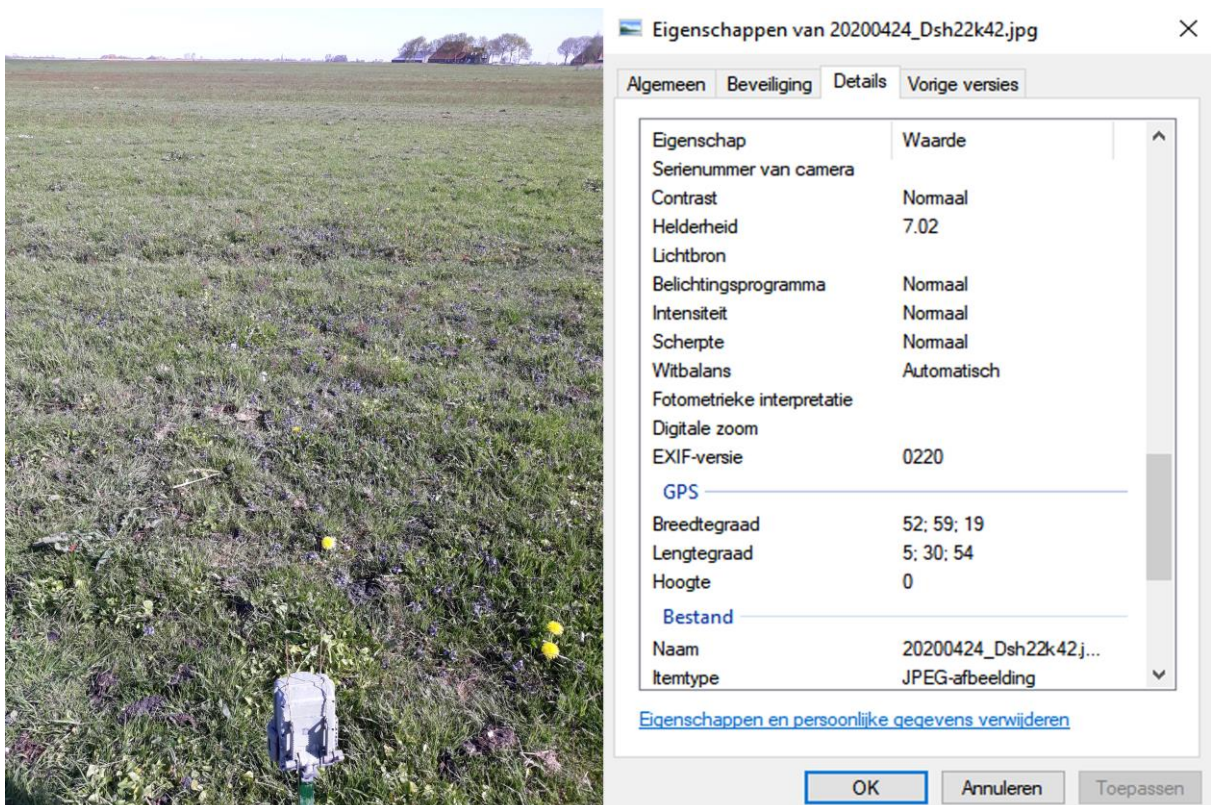 Eigenschappen van 20200424_Dsh22k42.jpg
Algemeen Beveiliging Details Vorige versies
Eigenschap Waarde
Serienummer van camera
Contrast Normaal
Helderheid 7.02
Lichtbron
Belichtingsprogramma Normaal
Intensiteit Normaal
Scherpte Normaal
Witbalans Automatisch
Fotometrieke interpretatie
Digitale zoom
EXIF-versie 0220
GPS
Breedtegraad 52; 59; 19
Lengtegraad 5; 30; 54
Hoogte 0
Bestand
Naam 20200424_Dsh22k42.j...
Itemtype JPEG-afbeelding
Eigenschappen en persoonlijke gegevens verwijderen
OK Annuleren Toepassen